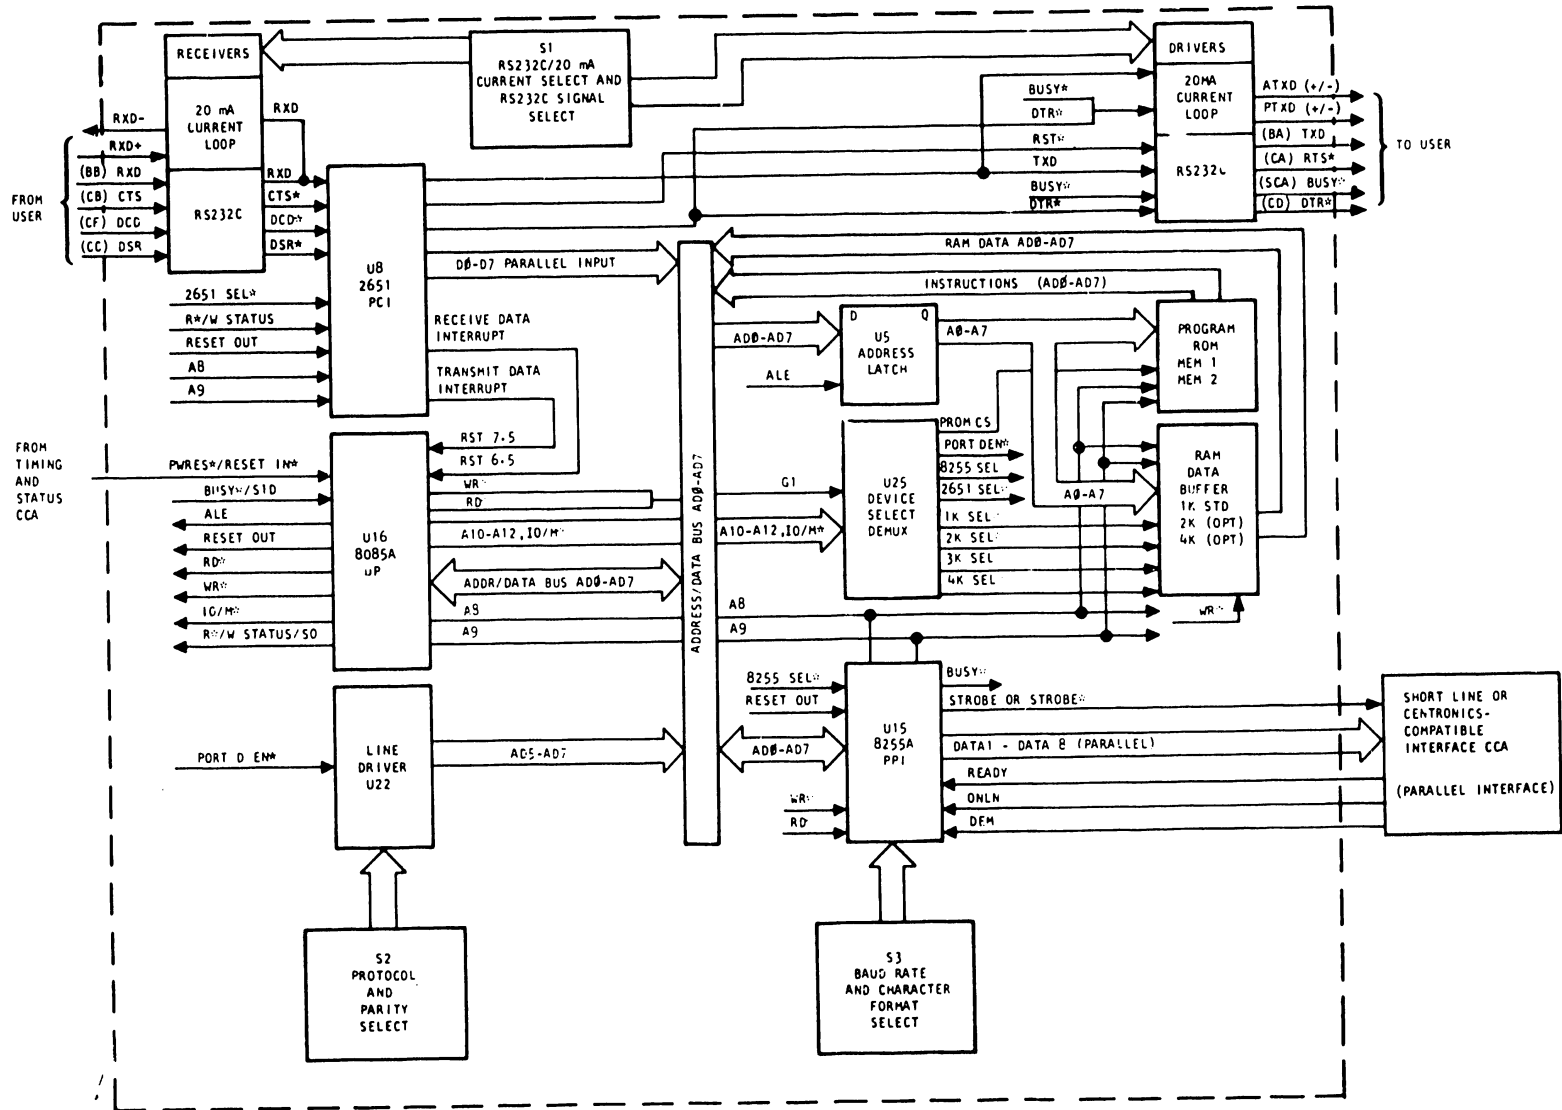 RECEIVERS
20 mA
CURRENT
LOOP
RS232C
S1
RS232C/20 mA
CURRENT SELECT AND
RS232C SIGNAL
SELECT
DRIVERS
20MA
CURRENT
LOOP
RS232C
RXD-
RXD+
(BB) RXD
(CB) CTS
(CF) DCD
(CC) DSR
FROM
USER
RXD
RXD
CTS*
DCD*
DSR*
BUSY*
DTR*
RST*
TXD
BUSY*
DTR*
ATXD (+/-)
PTXD (+/-)
(BA) TXD
(CA) RTS*
(SCA) BUSY*
(CD) DTR*
TO USER
2651 SEL*
R*/W STATUS
RESET OUT
A8
A9
U8
2651
PCI
D0-D7 PARALLEL INPUT
RECEIVE DATA
INTERRUPT
TRANSMIT DATA
INTERRUPT
RAM DATA AD0-AD7
INSTRUCTIONS (AD0-AD7)
AD0-AD7
ALE
D Q
U5
ADDRESS
LATCH
A0-A7
PROGRAM
ROM
MEM 1
MEM 2
FROM
TIMING
AND
STATUS
CCA
PWRES*/RESET IN*
BUSY*/SID
ALE
RESET OUT
RD*
WR*
IO/M*
R*/W STATUS/SO
U16
8085A
uP
RST 7.5
RST 6.5
WR*
RD
A10-A12,IO/M*
ADDR/DATA BUS AD0-AD7
A8
A9
ADDRESS/DATA BUS AD0-AD7
G1
A10-A12,IO/M*
U25
DEVICE
SELECT
DEMUX
PROM CS
PORT DEN*
8255 SEL
2651 SEL*
1K SEL
2K SEL
3K SEL
4K SEL
A0-A7
RAM
DATA
BUFFER
1K STD
2K (OPT)
4K (OPT)
WR*
A8
A9
PORT D EN*
LINE
DRIVER
U22
AD5-AD7
8255 SEL*
RESET OUT
AD0-AD7
WR*
RD
U15
8255A
PPI
BUSY*
STROBE OR STROBE*
DATA1 - DATA 8 (PARALLEL)
READY
ONLN
DEM
SHORT LINE OR
CENTRONICS-
COMPATIBLE
INTERFACE CCA
(PARALLEL INTERFACE)
S2
PROTOCOL
AND
PARITY
SELECT
S3
BAUD RATE
AND CHARACTER
FORMAT
SELECT